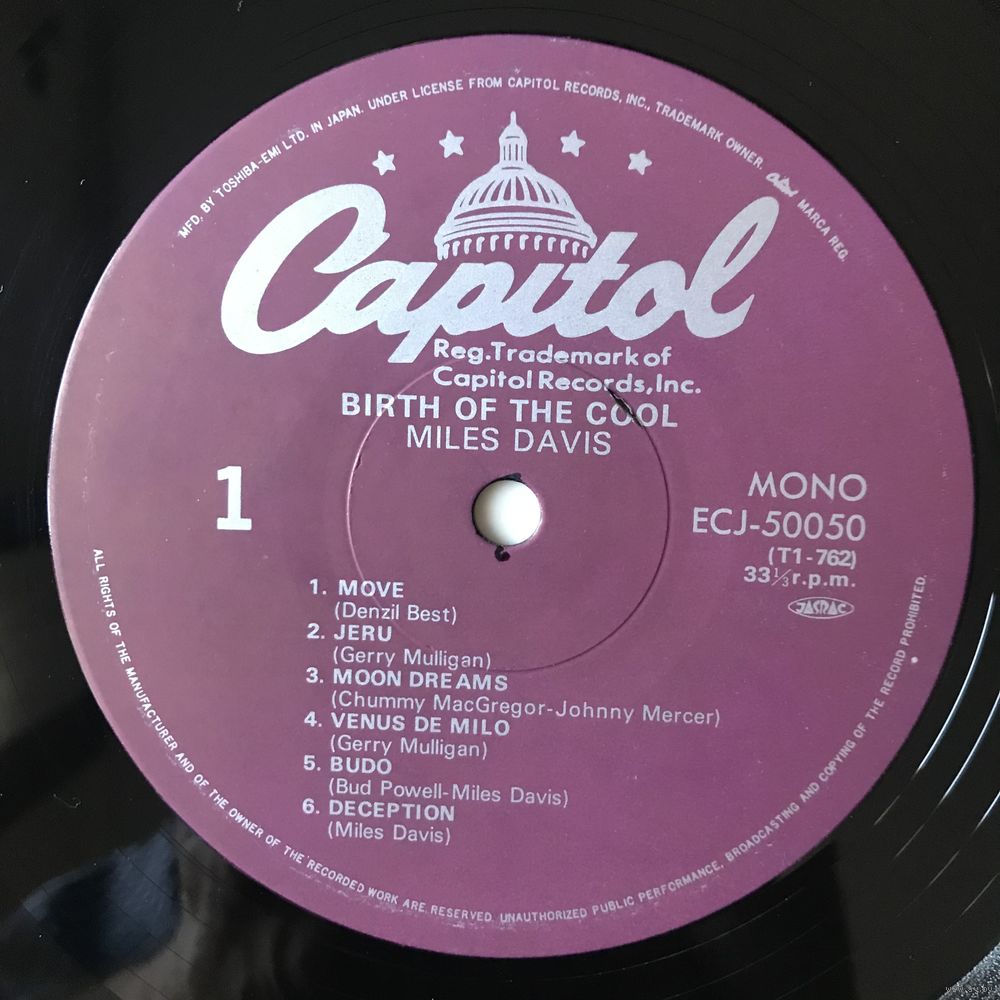 MFD. BY TOSHIBA-EMI LTD. IN JAPAN. UNDER LICENSE FROM CAPITOL RECORDS, INC., TRADEMARK OWNER. Capitol MARCA REG.
Capitol
Reg.Trademark of
Capitol Records,Inc.
BIRTH OF THE COOL
MILES DAVIS
1
MONO
ECJ-50050
(T1-762)
33⅓r.p.m.
JASRAC
1. MOVE
(Denzil Best)
2. JERU
(Gerry Mulligan)
3. MOON DREAMS
(Chummy MacGregor-Johnny Mercer)
4. VENUS DE MILO
(Gerry Mulligan)
5. BUDO
(Bud Powell-Miles Davis)
6. DECEPTION
(Miles Davis)
ALL RIGHTS OF THE MANUFACTURER AND OF THE OWNER OF THE RECORDED WORK ARE RESERVED. UNAUTHORIZED PUBLIC PERFORMANCE, BROADCASTING AND COPYING OF THE RECORD PROHIBITED.